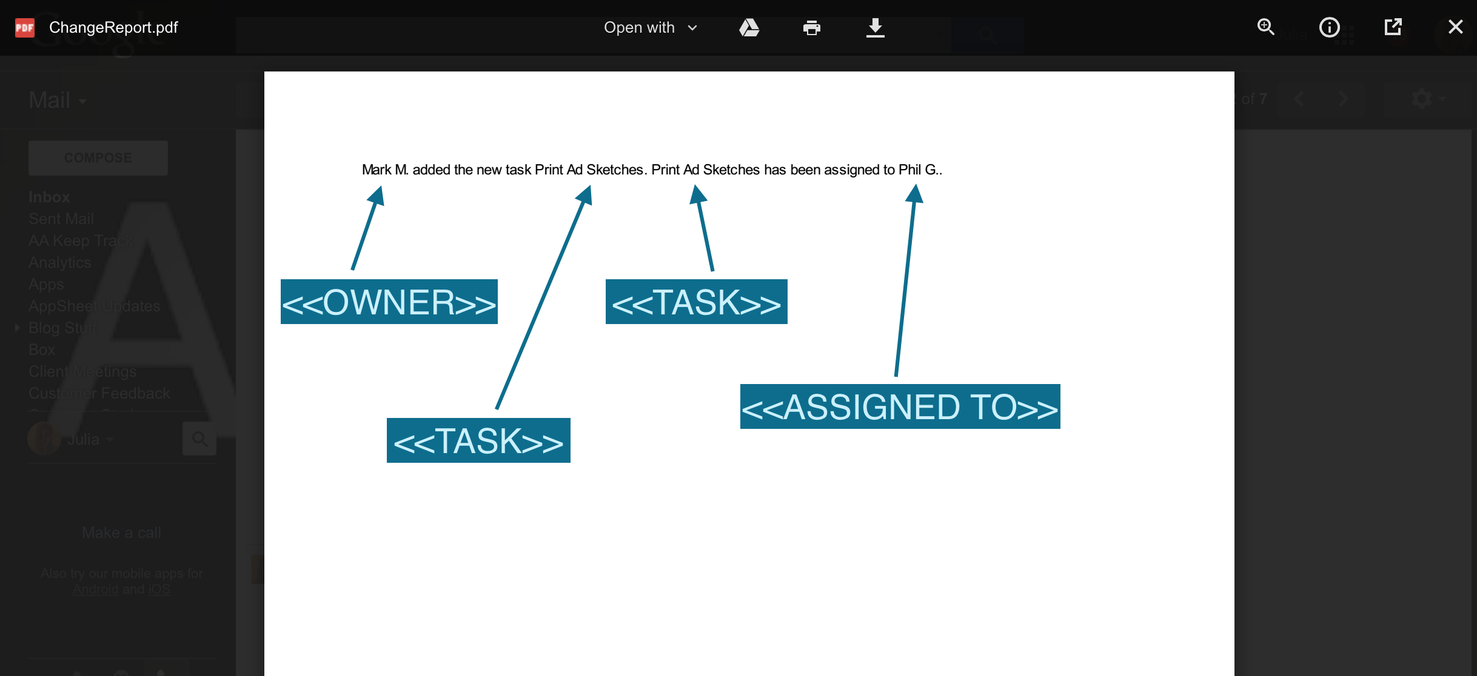 PDF ChangeReport.pdf Open with
Mail
of 7
COMPOSE
Mark M. added the new task Print Ad Sketches. Print Ad Sketches has been assigned to Phil G..
Inbox
Sent Mail
AA Keep Track
Analytics
Apps
AppSheet Updates
<<OWNER>> <<TASK>>
Blog Stuff
Box
Client Meetings
Customer Feedback
<<ASSIGNED TO>>
Julia
<<TASK>>
Make a call
Also try our mobile apps for
Android and iOS